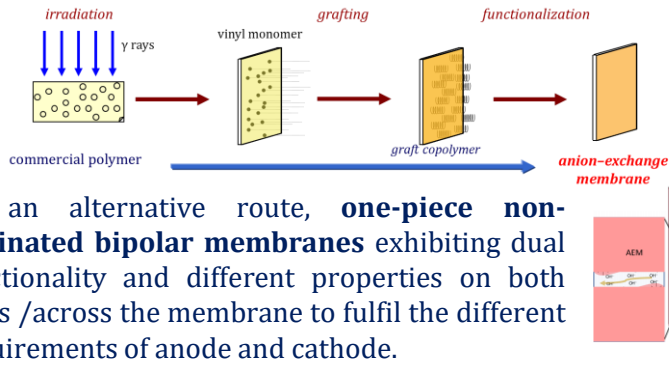 irradiation grafting functionalization
γ rays
vinyl monomer
commercial polymer
graft copolymer
anion–exchange
membrane
an alternative route, one-piece non-
inated bipolar membranes exhibiting dual
ctionality and different properties on both
s /across the membrane to fulfil the different
uirements of anode and cathode.
AEM